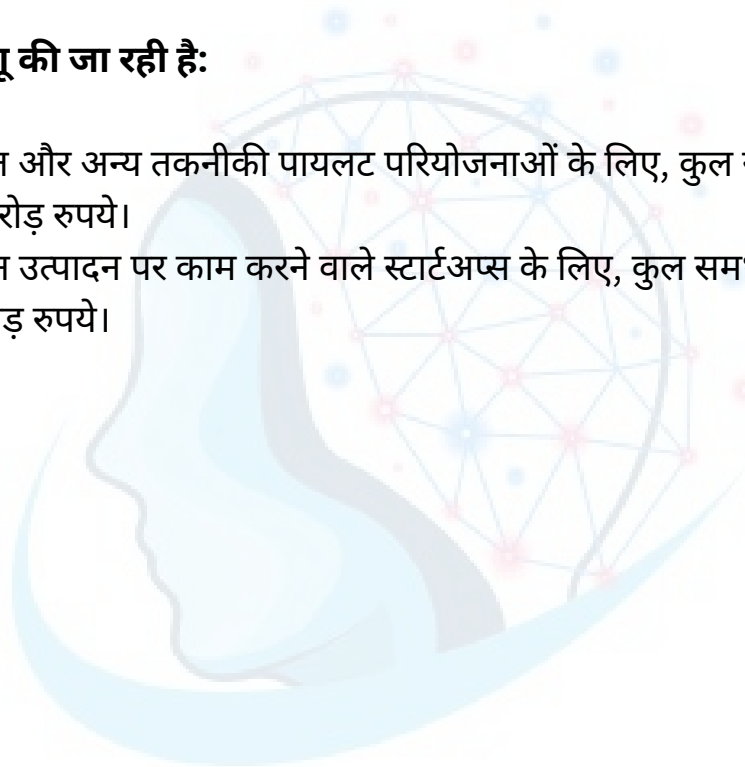 की जा रही है:
और अन्य तकनीकी पायलट परियोजनाओं के लिए, कुल
रुपये।
उत्पादन पर काम करने वाले स्टार्टअप्स के लिए, कुल
रुपये।